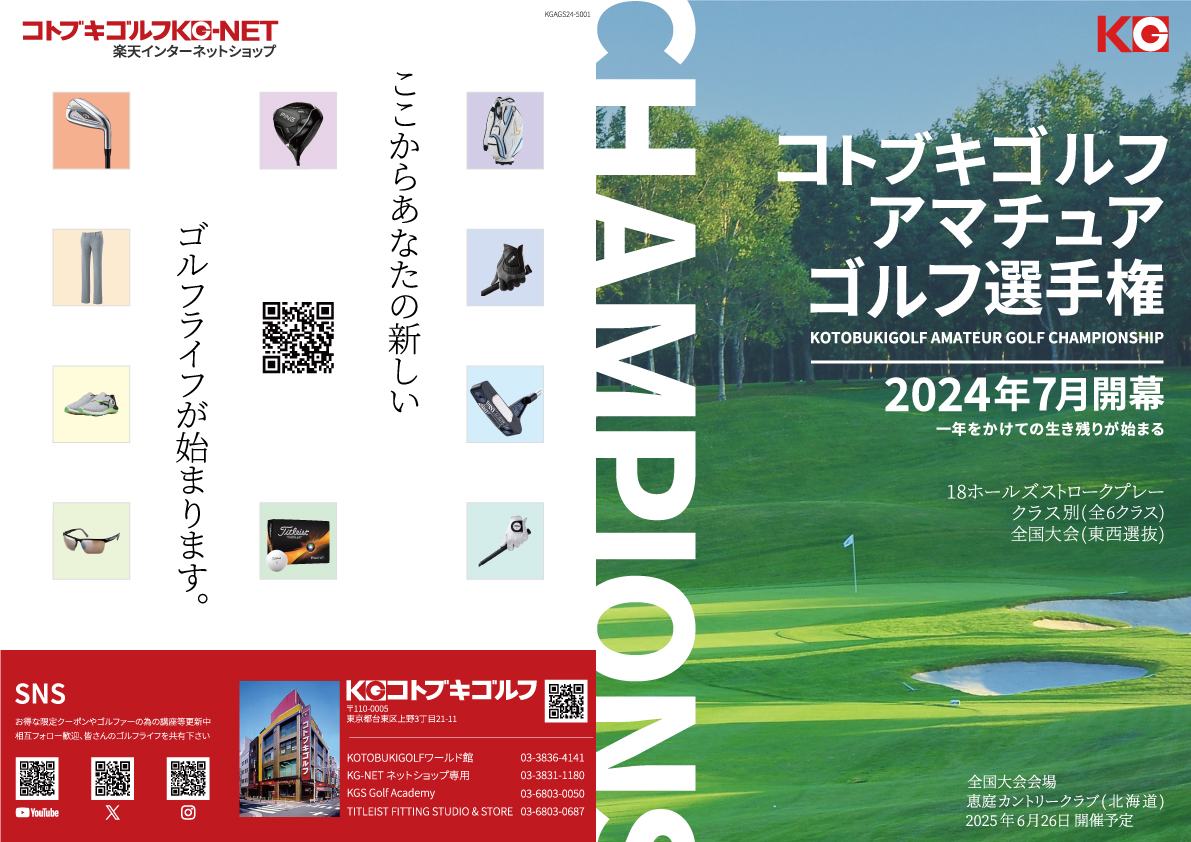 コトブキゴルフKG-NET
楽天インターネットショップ
KGAGS24-5001
ここからあなたの新しい
ゴルフライフが始まります。
PING
Titleist
SNS
お得な限定クーポンやゴルファーの為の講座等更新中
相互フォロー歓迎、皆さんのゴルフライフを共有下さい
YouTube
コトブキゴルフ
KGコトブキゴルフ
〒110-0005
東京都台東区上野3丁目21-11
KOTOBUKIGOLFワールド館 03-3836-4141
KG-NET ネットショップ専用 03-3831-1180
KGS Golf Academy 03-6803-0050
TITLEIST FITTING STUDIO & STORE 03-6803-0687
CHAMPIONS
KG
コトブキゴルフ
アマチュア
ゴルフ選手権
KOTOBUKIGOLF AMATEUR GOLF CHAMPIONSHIP
2024年7月開幕
一年をかけての生き残りが始まる
18ホールズストロークプレー
クラス別(全6クラス)
全国大会(東西選抜)
全国大会会場
恵庭カントリークラブ(北海道)
2025年6月26日開催予定